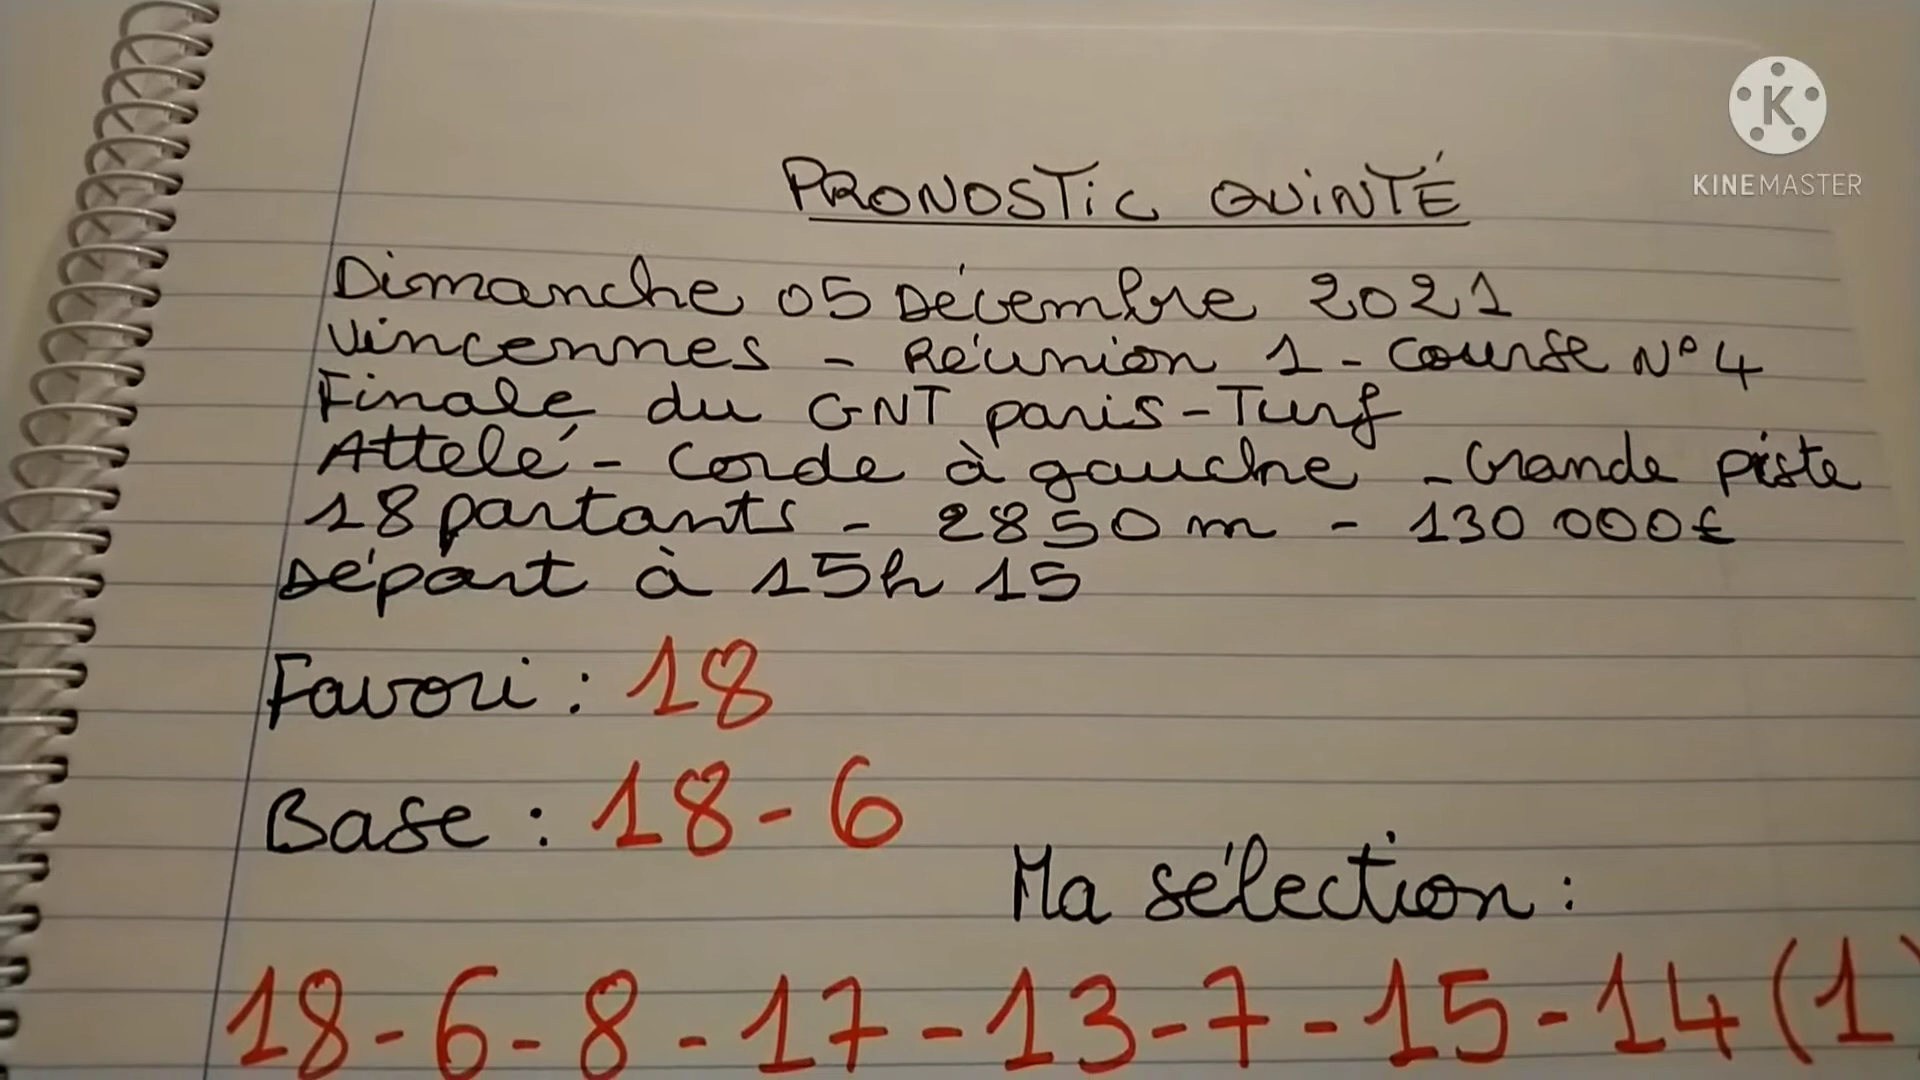 K
KINEMASTER
PRONOSTIC QUINTÉ
Dimanche 05 Décembre 2021
Vincennes - Réunion 1 - Course N° 4
Finale du GNT paris-Turf
Attelé - Corde à gauche - Grande piste
18 partants - 2850 m - 130 000€
Départ à 15h 15
Favori : 18
Base : 18-6
Ma sélection :
18-6-8-17-13-7-15-14(1)